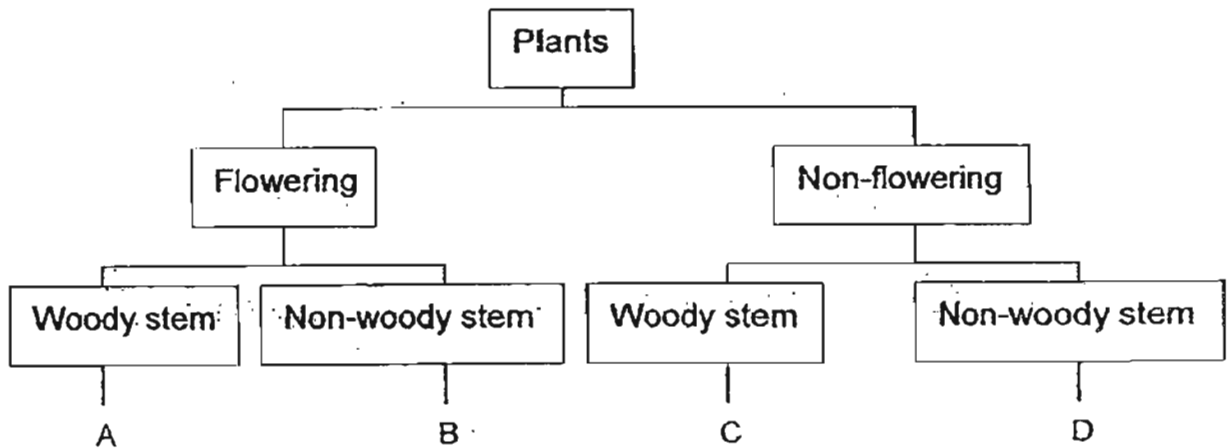 Plants
Flowering
Non-flowering
Woody stem
Non-woody stem
Woody stem
Non-woody stem
A
B
C
D